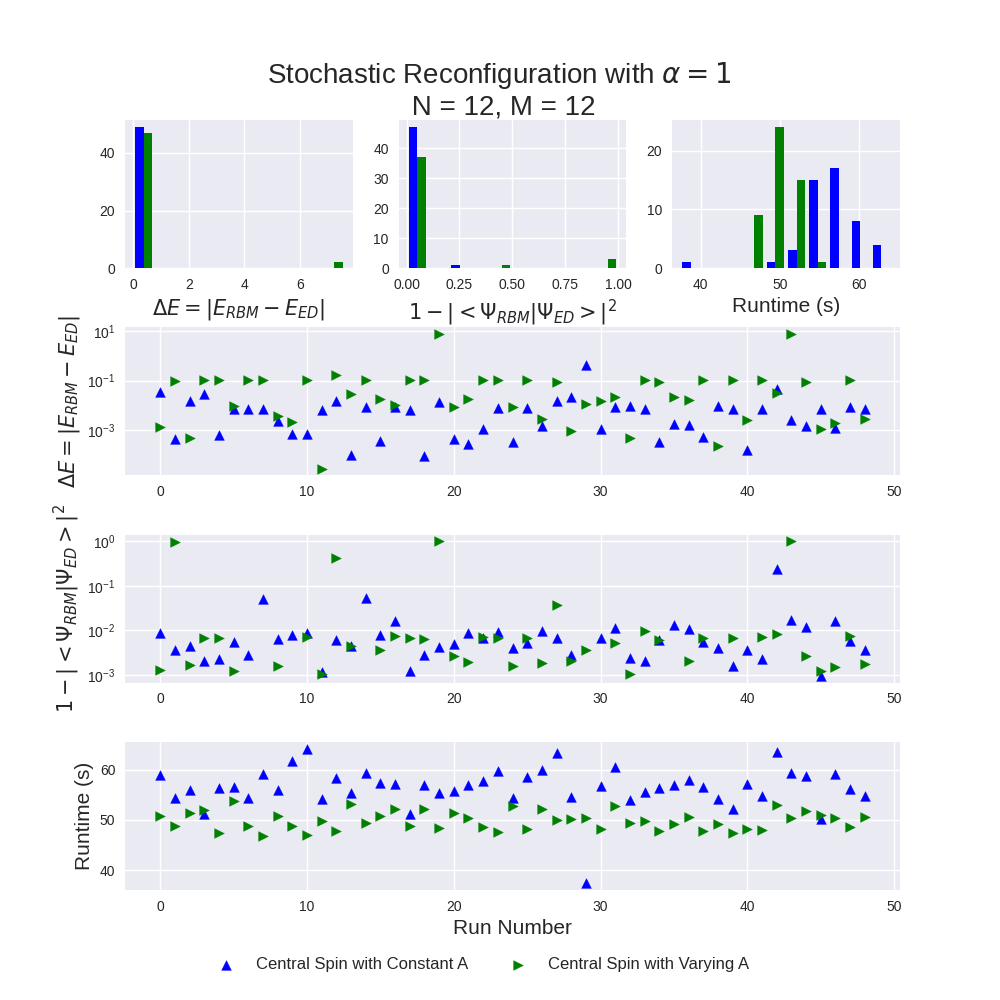 Stochastic Reconfiguration with α = 1
N = 12, M = 12
40
20
0
0 2 4 6
ΔE = |E_RBM − E_ED|
40
30
20
10
0
0.00 0.25 0.50 0.75 1.00
1 − | < Ψ_RBM|Ψ_ED > |²
20
10
0
40 50 60
Runtime (s)
ΔE = |E_RBM − E_ED|
10¹
10⁻¹
10⁻³
0 10 20 30 40 50
1 − | < Ψ_RBM|Ψ_ED > |²
10⁰
10⁻¹
10⁻²
10⁻³
0 10 20 30 40 50
Runtime (s)
60
50
40
0 10 20 30 40 50
Run Number
Central Spin with Constant A Central Spin with Varying A